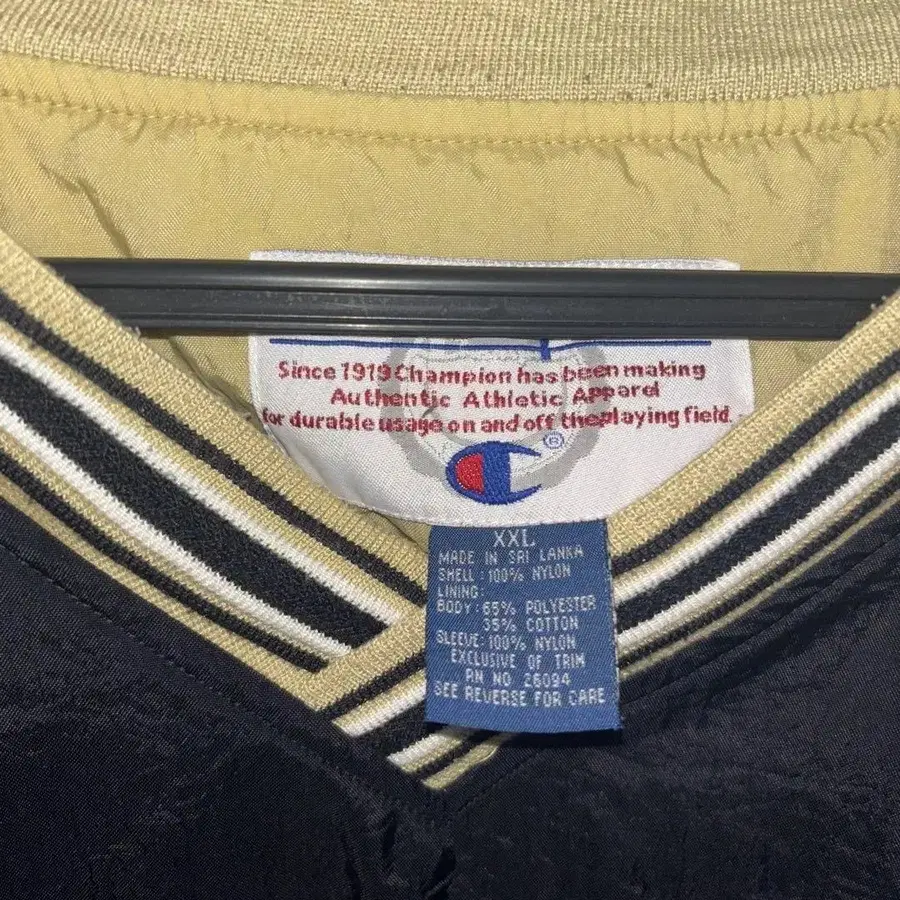 Since 1919 Champion has been making
Authentic Athletic Apparel
for durable usage on and off the playing field.
®
XXL
MADE IN SRI LANKA
SHELL: 100% NYLON
LINING:
BODY: 65% POLYESTER
35% COTTON
SLEEVE: 100% NYLON
EXCLUSIVE OF TRIM
RN NO 26094
SEE REVERSE FOR CARE